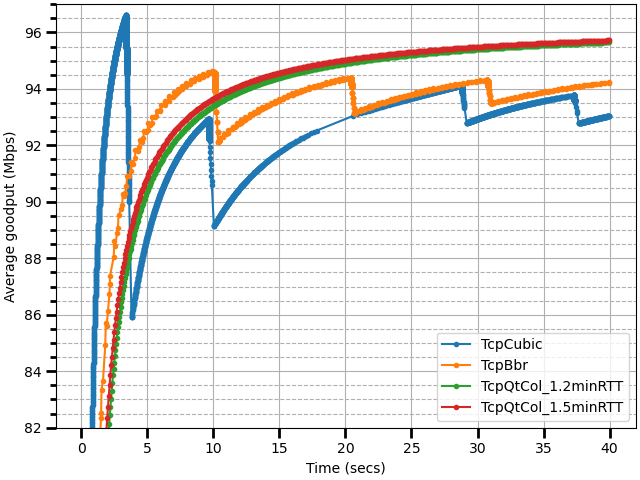 Average goodput (Mbps)
96
94
92
90
88
86
84
82
0 5 10 15 20 25 30 35 40
Time (secs)
TcpCubic
TcpBbr
TcpQtCol_1.2minRTT
TcpQtCol_1.5minRTT